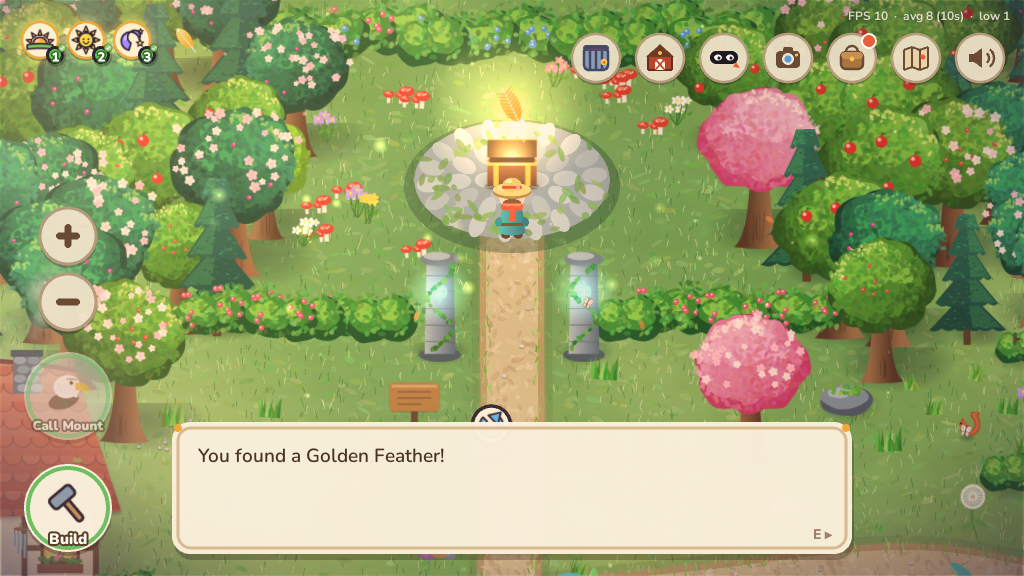 FPS 10 · avg 8 (10s) · low 1
1
2
3
Call Mount
You found a Golden Feather!
E ▶
Build